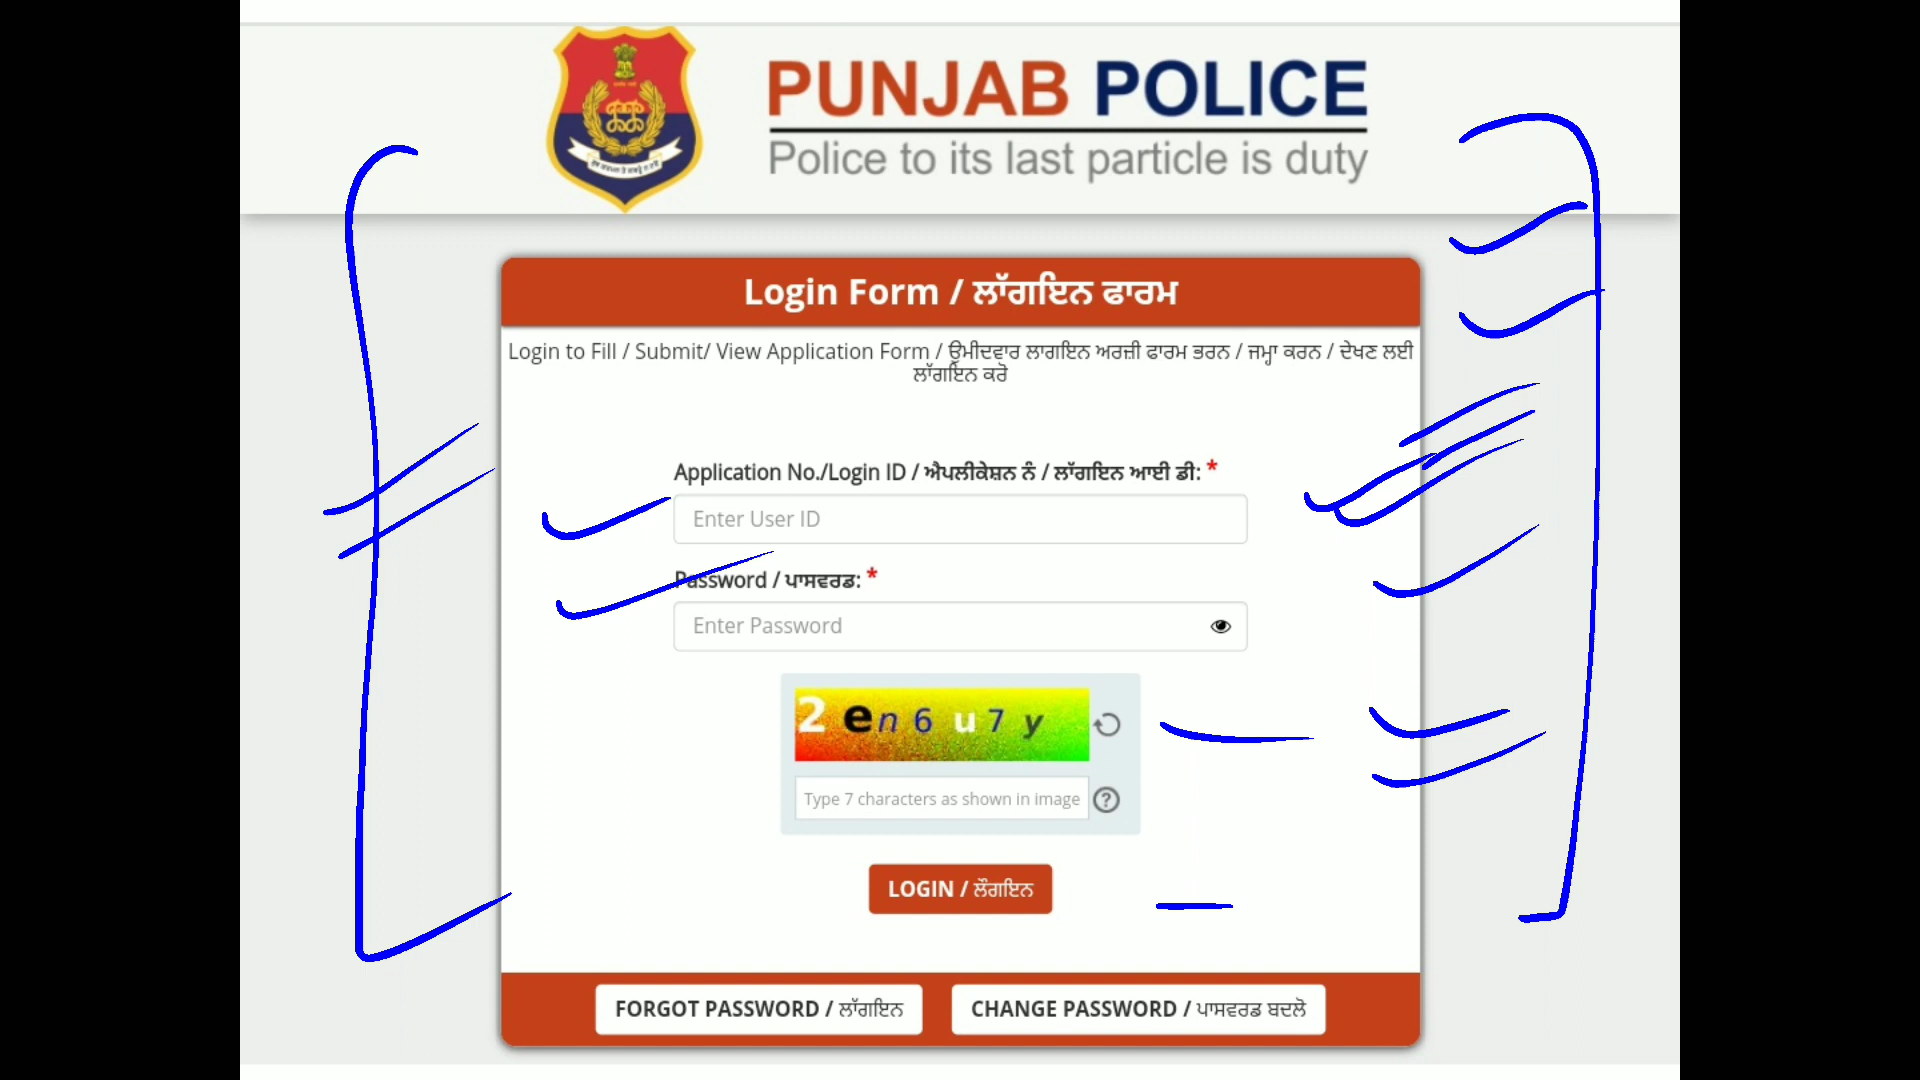 PUNJAB POLICE
Police to its last particle is duty
Login Form / ਲਾੱਗਇਨ ਫਾਰਮ
Login to Fill / Submit/ View Application Form / ਉਮੀਦਵਾਰ ਲਾਗਇਨ ਅਰਜ਼ੀ ਫਾਰਮ ਭਰਨ / ਜਮ੍ਹਾ ਕਰਨ / ਦੇਖਣ ਲਈ
ਲਾੱਗਇਨ ਕਰੋ
Application No./Login ID / ਐਪਲੀਕੇਸ਼ਨ ਨੰ / ਲਾੱਗਇਨ ਆਈ ਡੀ: *
Enter User ID
Password / ਪਾਸਵਰਡ: *
Enter Password
2 e n 6 u 7 y
Type 7 characters as shown in image
LOGIN / ਲੌਗਇਨ
FORGOT PASSWORD / ਲਾੱਗਇਨ
CHANGE PASSWORD / ਪਾਸਵਰਡ ਬਦਲੋ